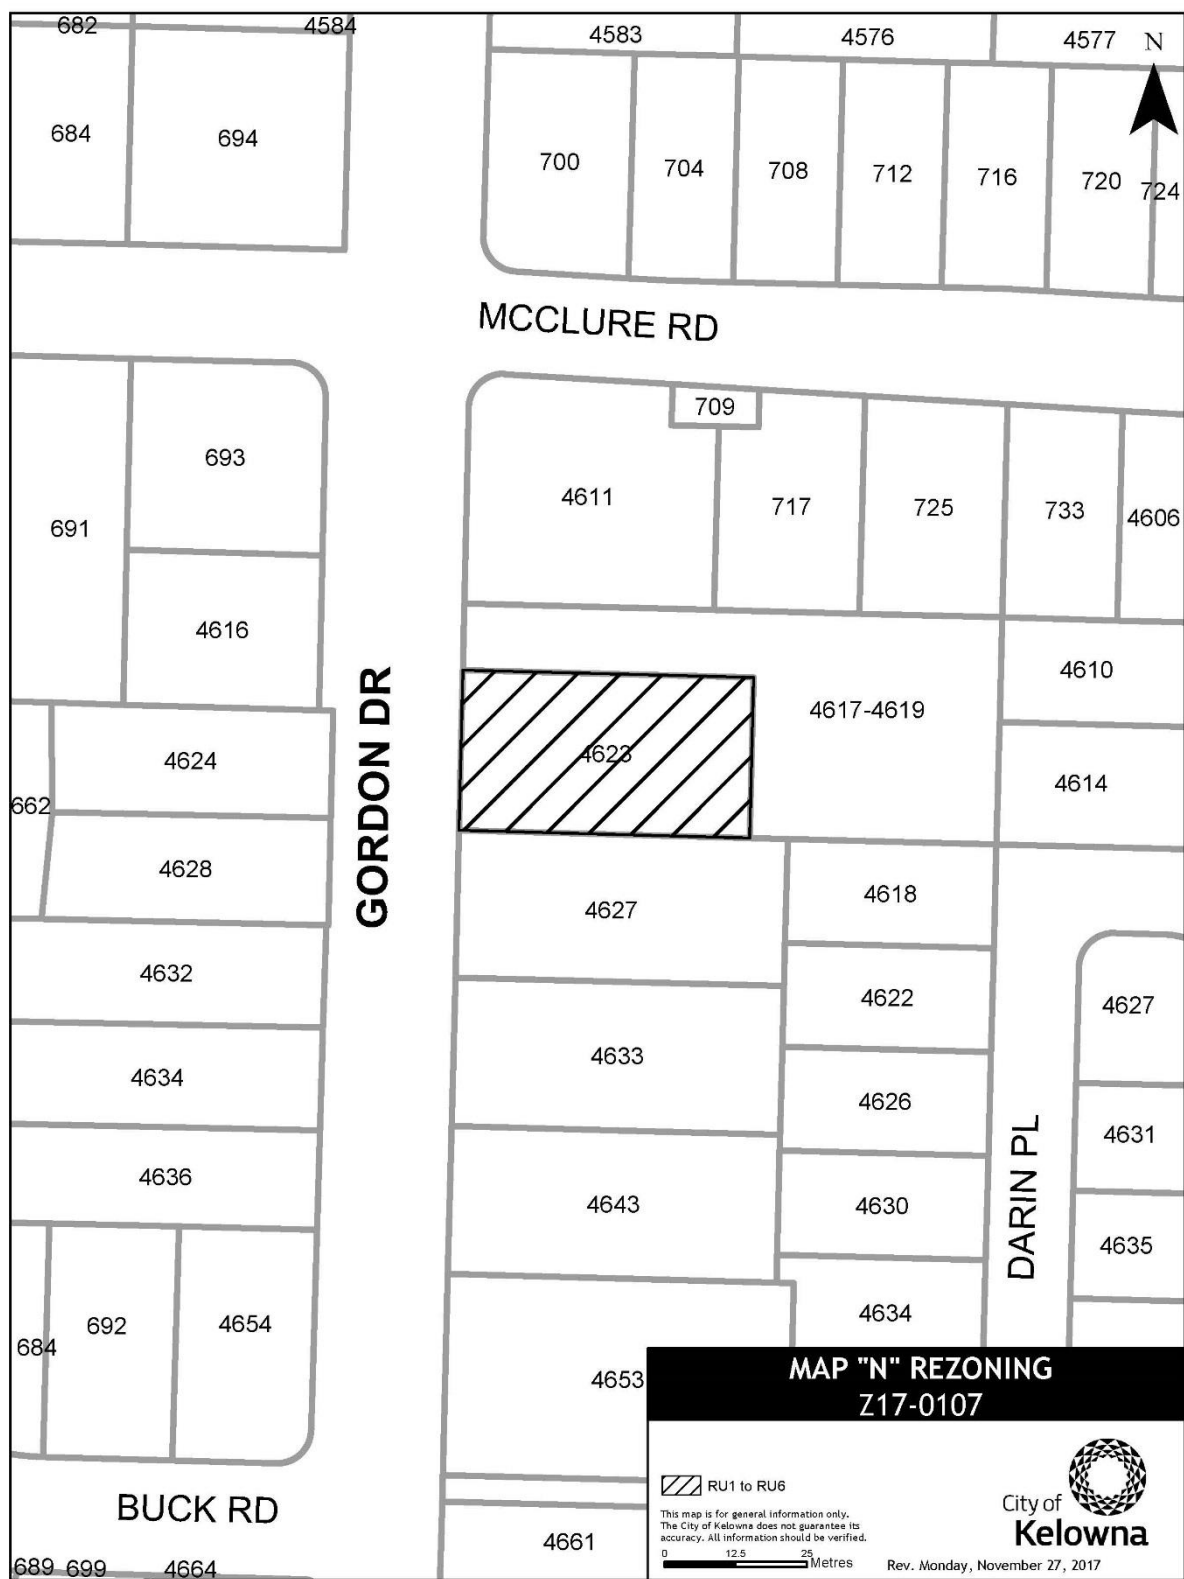 682
4584
4583
4576
4577
N
684
694
700
704
708
712
716
720
724
MCCLURE RD
709
693
4611
717
725
733
4606
691
4616
4610
GORDON DR
4617-4619
4623
4624
4614
662
4628
4627
4618
4632
4622
4627
4633
4634
4626
4631
4636
4643
4630
DARIN PL
4635
692
4654
4634
684
4653
MAP "N" REZONING
Z17-0107
RU1 to RU6
This map is for general information only.
The City of Kelowna does not guarantee its
accuracy. All information should be verified.
0 12.5 25
Metres
City of
Kelowna
Rev. Monday, November 27, 2017
BUCK RD
4661
689 699 4664